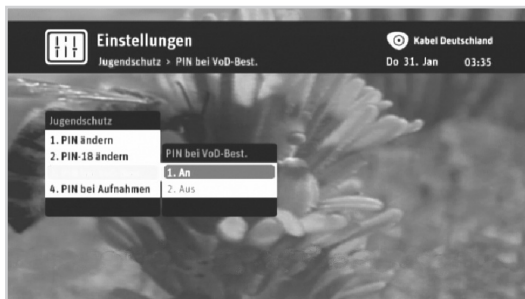 Einstellungen
Jugendschutz > PIN bei VoD-Best.
Kabel Deutschland
Do 31. Jan 03:35
Jugendschutz
1. PIN ändern
2. PIN-18 ändern
4. PIN bei Aufnahmen
PIN bei VoD-Best.
1. An
2. Aus